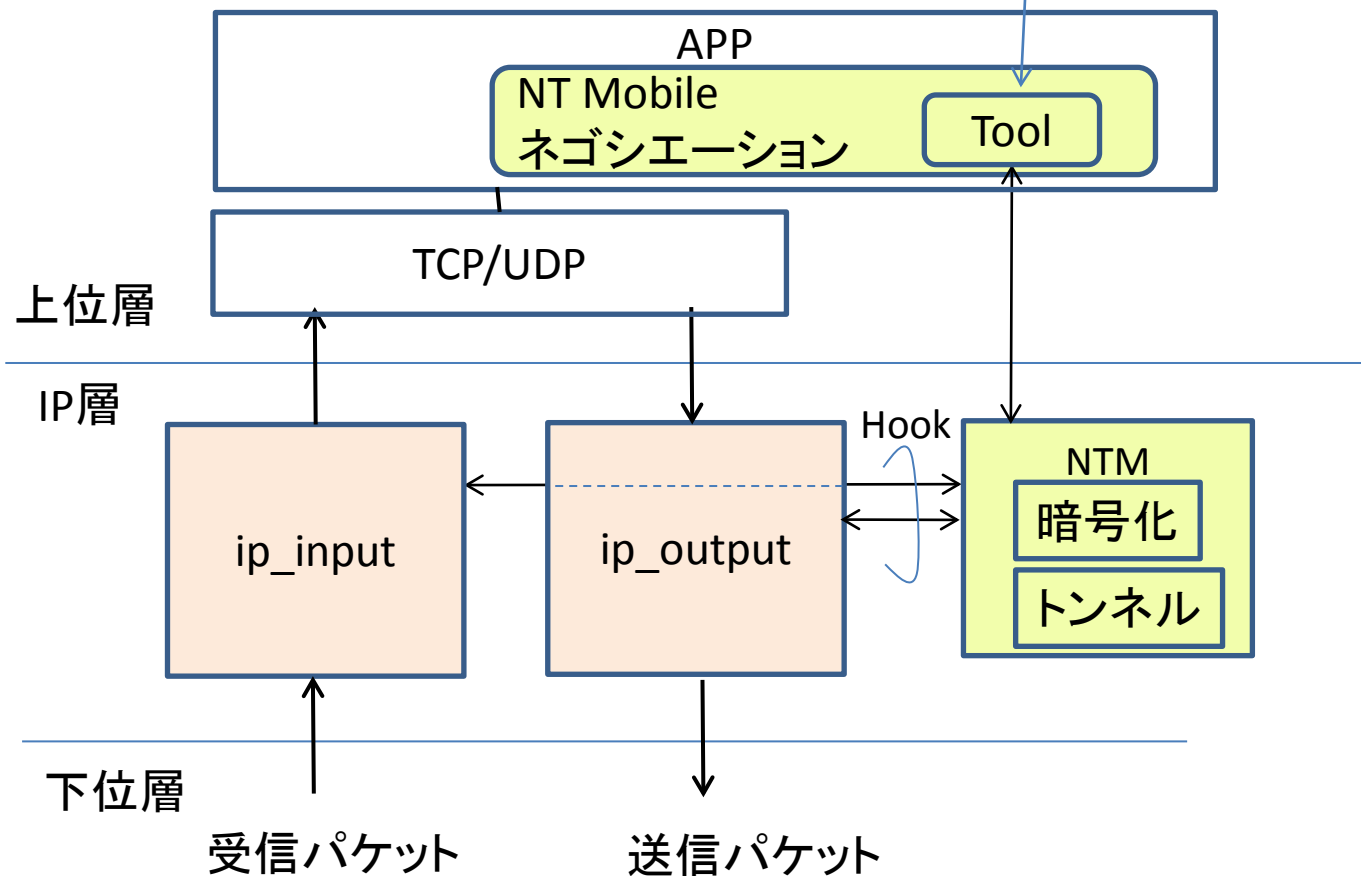 APP
NT Mobile
ネゴシエーション
Tool
TCP/UDP
上位層
IP層
Hook
ip_input
ip_output
NTM
暗号化
トンネル
下位層
受信パケット
送信パケット